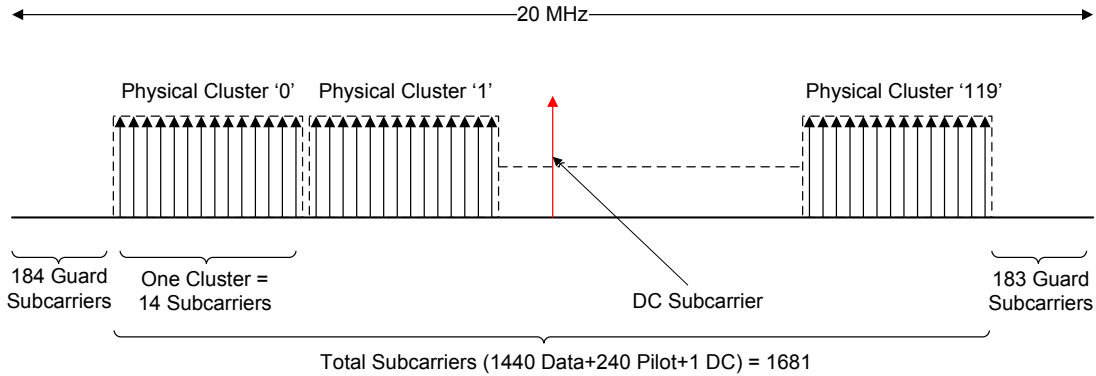 20 MHz
Physical Cluster ‘0’
Physical Cluster ‘1’
Physical Cluster ‘119’
184 Guard
Subcarriers
One Cluster =
14 Subcarriers
DC Subcarrier
183 Guard
Subcarriers
Total Subcarriers (1440 Data+240 Pilot+1 DC) = 1681